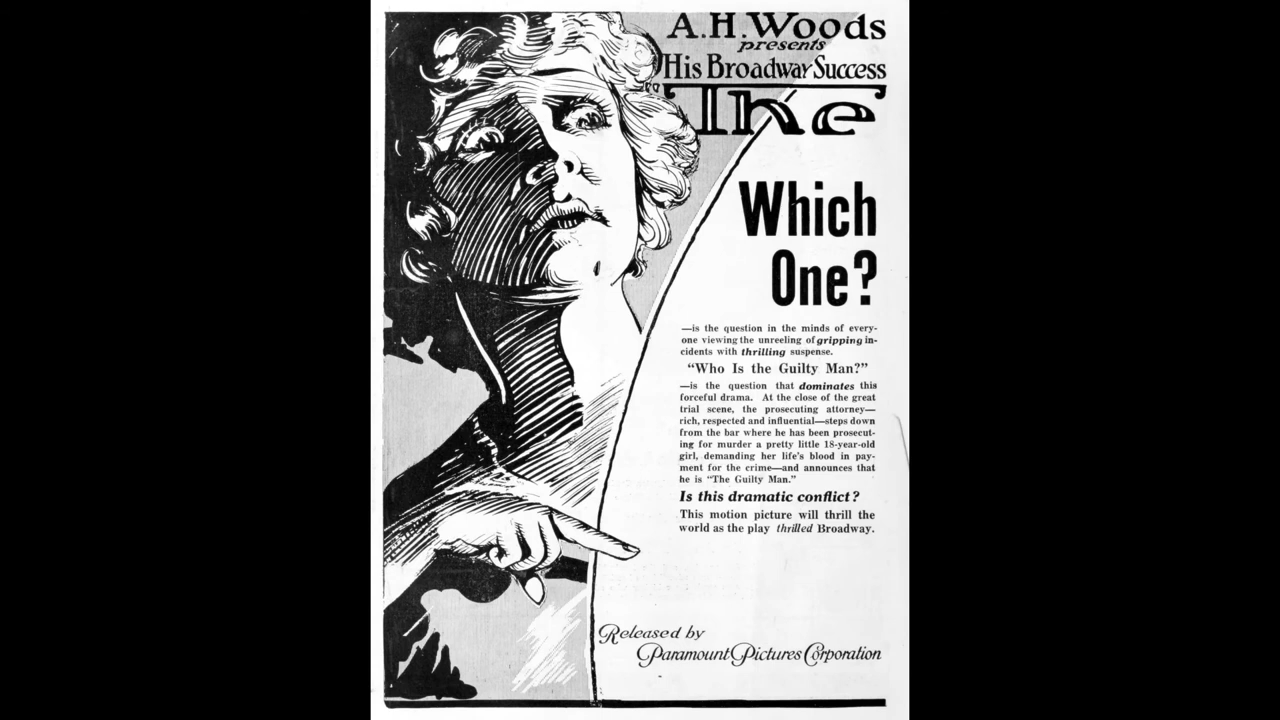 A.H.Woods
presents
His Broadway Success
"The
Which
One?
—is the question in the minds of every-
one viewing the unreeling of gripping in-
cidents with thrilling suspense.
“Who Is the Guilty Man?”
—is the question that dominates this
forceful drama. At the close of the great
trial scene, the prosecuting attorney—
rich, respected and influential—steps down
from the bar where he has been prosecut-
ing for murder a pretty little 18-year-old
girl, demanding her life's blood in pay-
ment for the crime—and announces that
he is “The Guilty Man.”
Is this dramatic conflict?
This motion picture will thrill the
world as the play thrilled Broadway.
Released by
Paramount Pictures Corporation